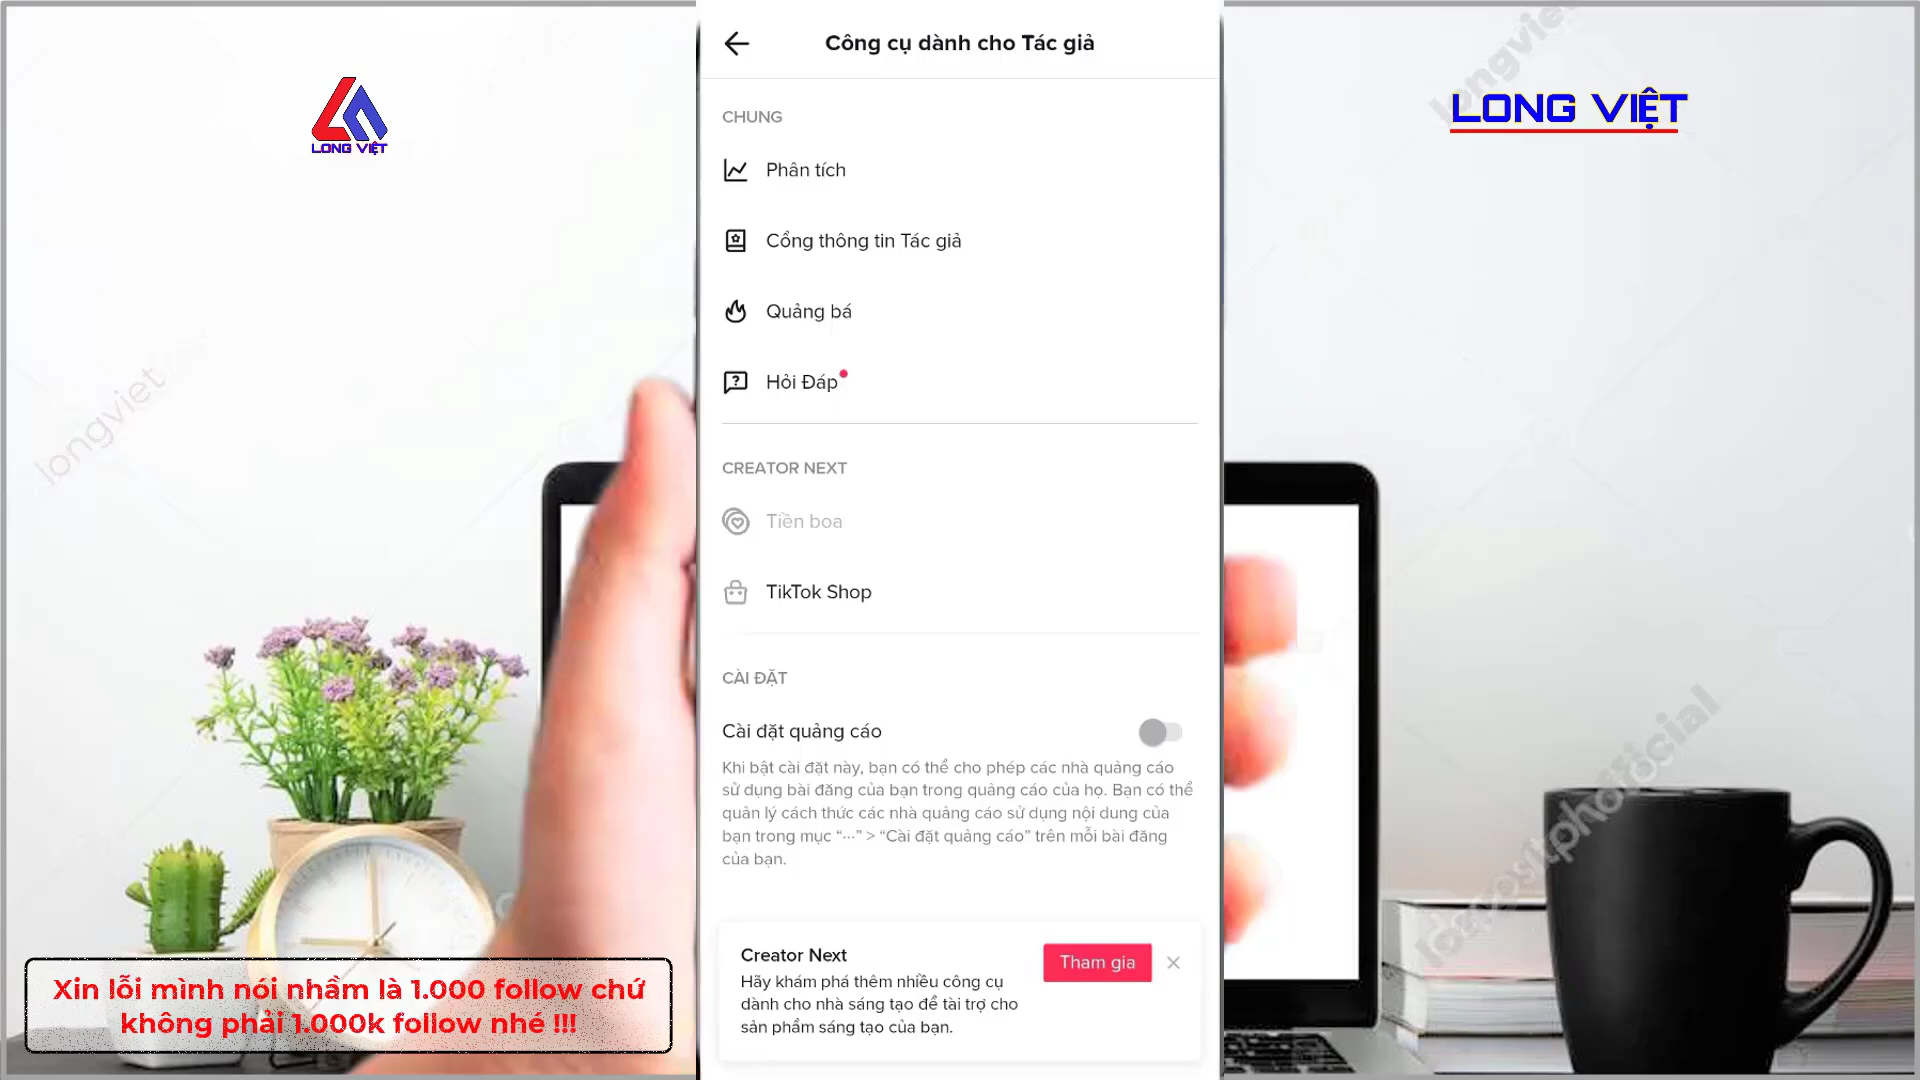 LONG VIỆT
LONG VIỆT
longviet
Công cụ dành cho Tác giả
CHUNG
Phân tích
Cổng thông tin Tác giả
Quảng bá
Hỏi Đáp
CREATOR NEXT
Tiền boa
TikTok Shop
CÀI ĐẶT
Cài đặt quảng cáo
Khi bật cài đặt này, bạn có thể cho phép các nhà quảng cáo
sử dụng bài đăng của bạn trong quảng cáo của họ. Bạn có thể
quản lý cách thức các nhà quảng cáo sử dụng nội dung của
bạn trong mục “···” > “Cài đặt quảng cáo” trên mỗi bài đăng
của bạn.
Creator Next
Hãy khám phá thêm nhiều công cụ
dành cho nhà sáng tạo để tài trợ cho
sản phẩm sáng tạo của bạn.
Tham gia
Xin lỗi mình nói nhầm là 1.000 follow chứ
không phải 1.000k follow nhé !!!